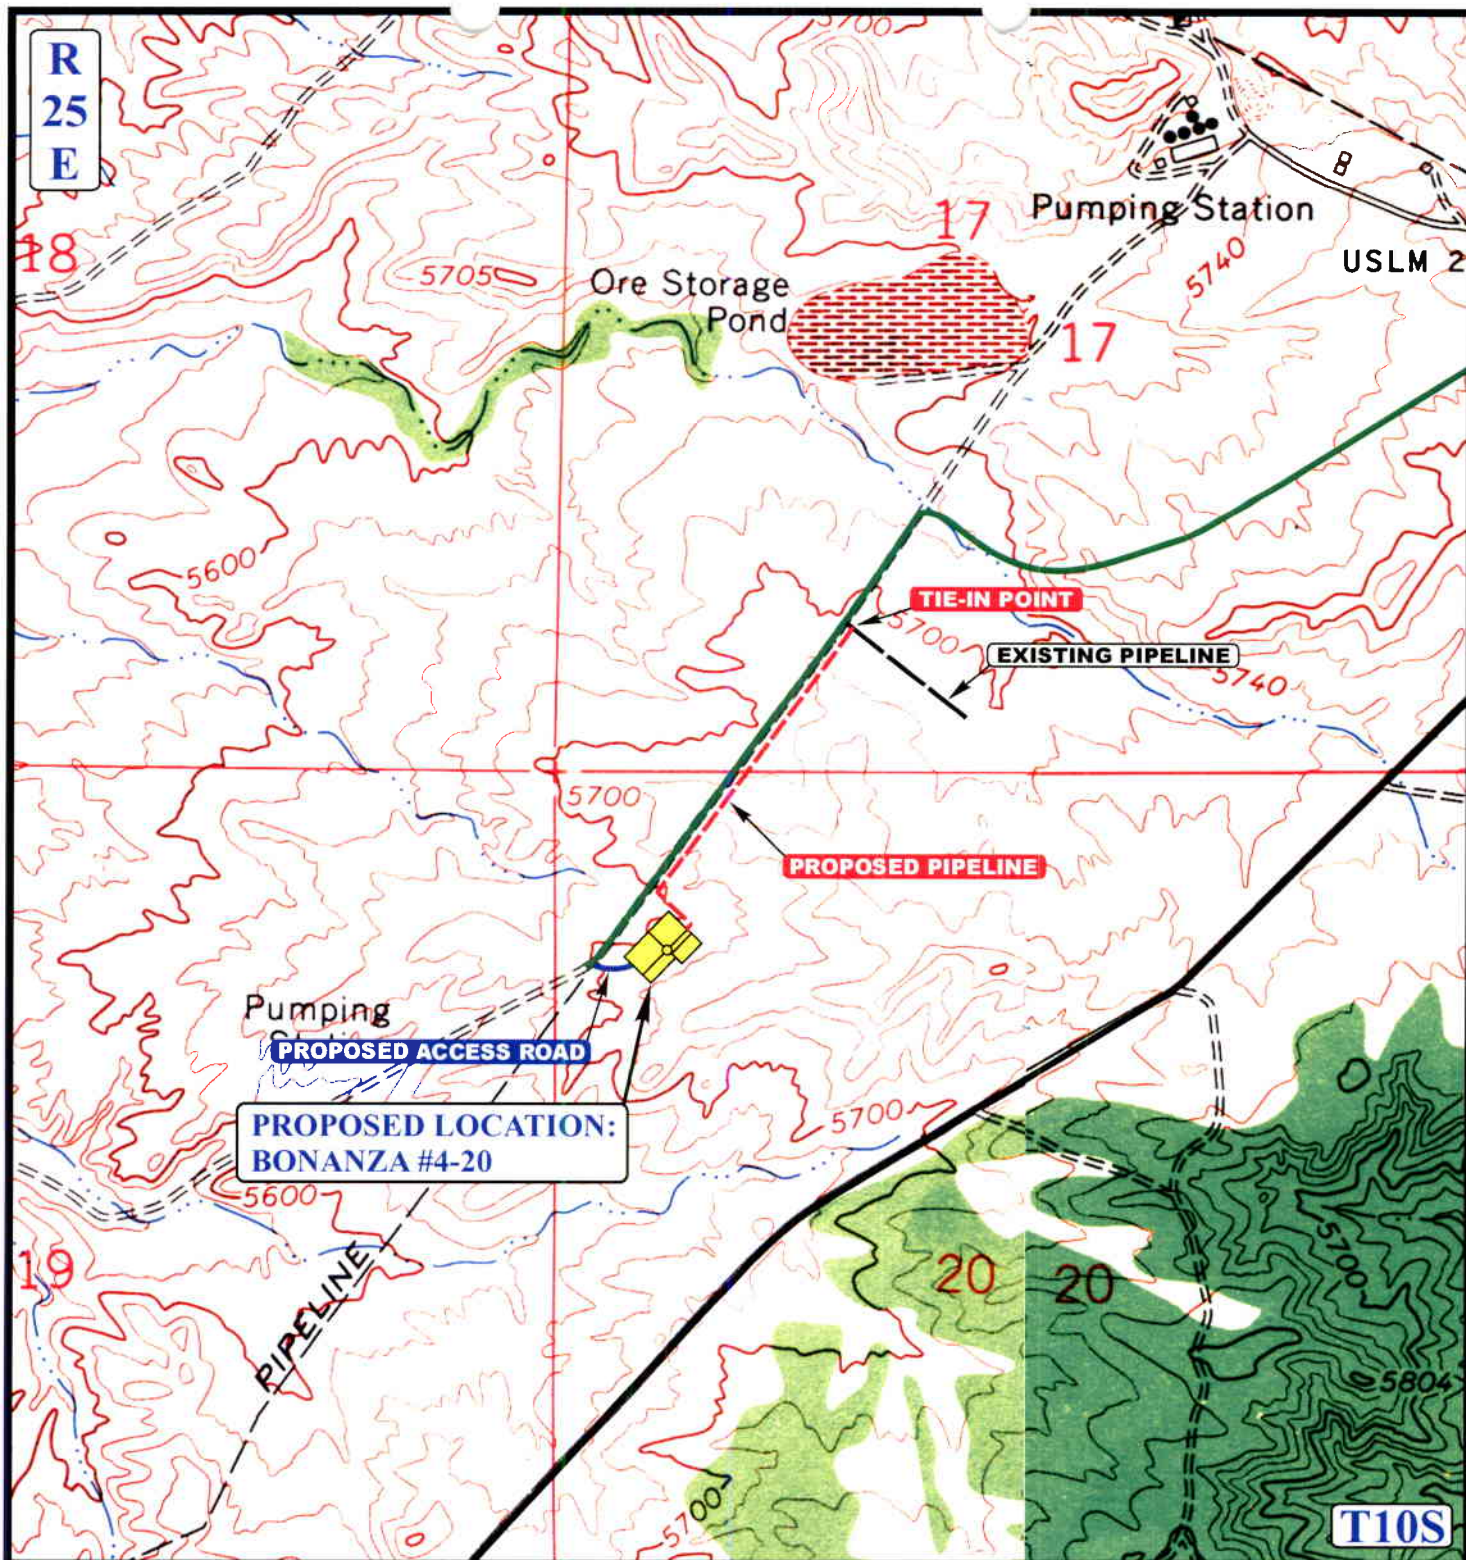 R
25
E
5700
17
Pumping Station
B
18
5740
USLM 2
5705
Ore Storage
Pond
17
5600
TIE-IN POINT
5700
EXISTING PIPELINE
5740
5700
PROPOSED PIPELINE
Pumping
PROPOSED ACCESS ROAD
5700
PROPOSED LOCATION:
BONANZA #4-20
5600
19
PIPELINE
20
20
5700
5804
5700
T10S